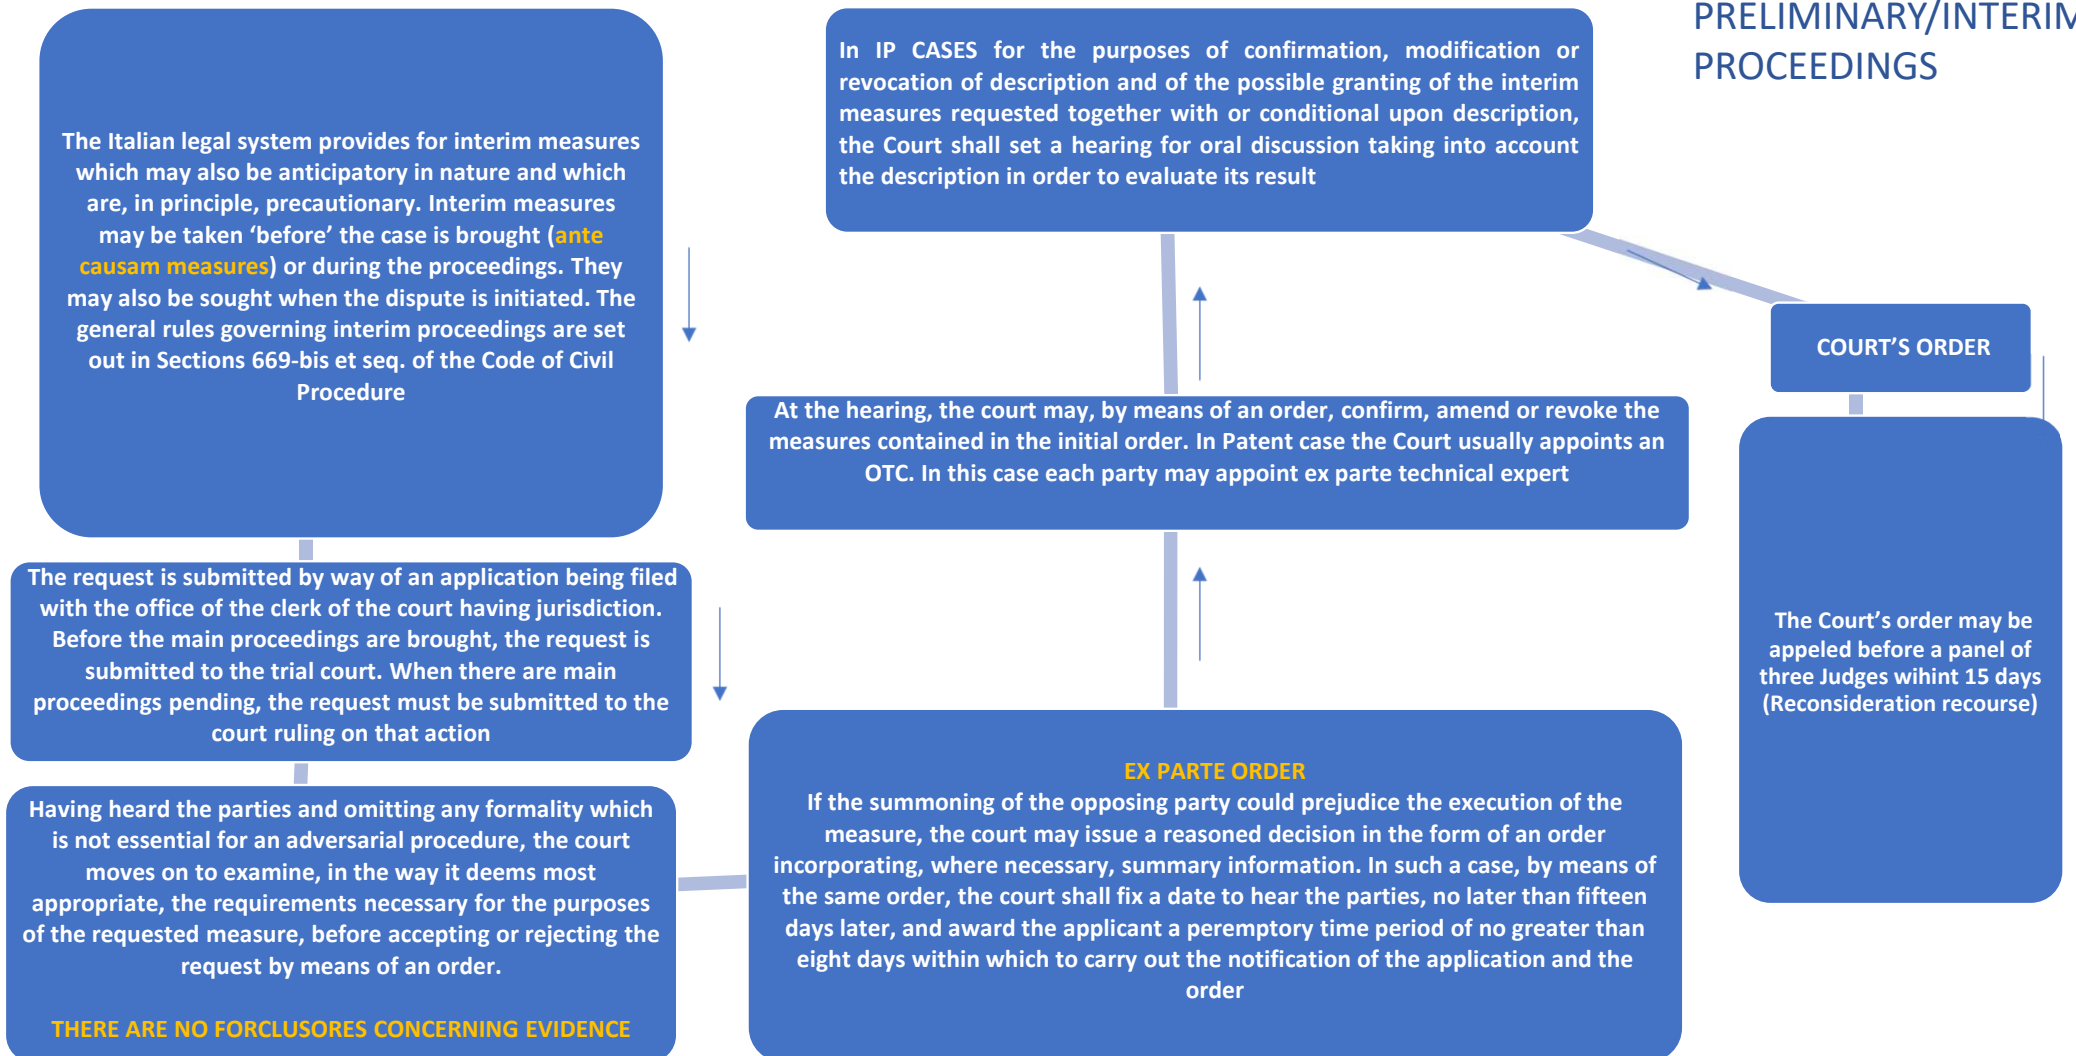 PRELIMINARY/INTERIM
PROCEEDINGS
The Italian legal system provides for interim measures
which may also be anticipatory in nature and which
are, in principle, precautionary. Interim measures
may be taken ‘before’ the case is brought (ante
causam measures) or during the proceedings. They
may also be sought when the dispute is initiated. The
general rules governing interim proceedings are set
out in Sections 669-bis et seq. of the Code of Civil
Procedure
The request is submitted by way of an application being filed
with the office of the clerk of the court having jurisdiction.
Before the main proceedings are brought, the request is
submitted to the trial court. When there are main
proceedings pending, the request must be submitted to the
court ruling on that action
Having heard the parties and omitting any formality which
is not essential for an adversarial procedure, the court
moves on to examine, in the way it deems most
appropriate, the requirements necessary for the purposes
of the requested measure, before accepting or rejecting the
request by means of an order.
THERE ARE NO FORCLUSORES CONCERNING EVIDENCE
EX PARTE ORDER
If the summoning of the opposing party could prejudice the execution of the
measure, the court may issue a reasoned decision in the form of an order
incorporating, where necessary, summary information. In such a case, by means of
the same order, the court shall fix a date to hear the parties, no later than fifteen
days later, and award the applicant a peremptory time period of no greater than
eight days within which to carry out the notification of the application and the
order
At the hearing, the court may, by means of an order, confirm, amend or revoke the
measures contained in the initial order. In Patent case the Court usually appoints an
OTC. In this case each party may appoint ex parte technical expert
In IP CASES for the purposes of confirmation, modification or
revocation of description and of the possible granting of the interim
measures requested together with or conditional upon description,
the Court shall set a hearing for oral discussion taking into account
the description in order to evaluate its result
COURT’S ORDER
The Court’s order may be
appeled before a panel of
three Judges wihint 15 days
(Reconsideration recourse)